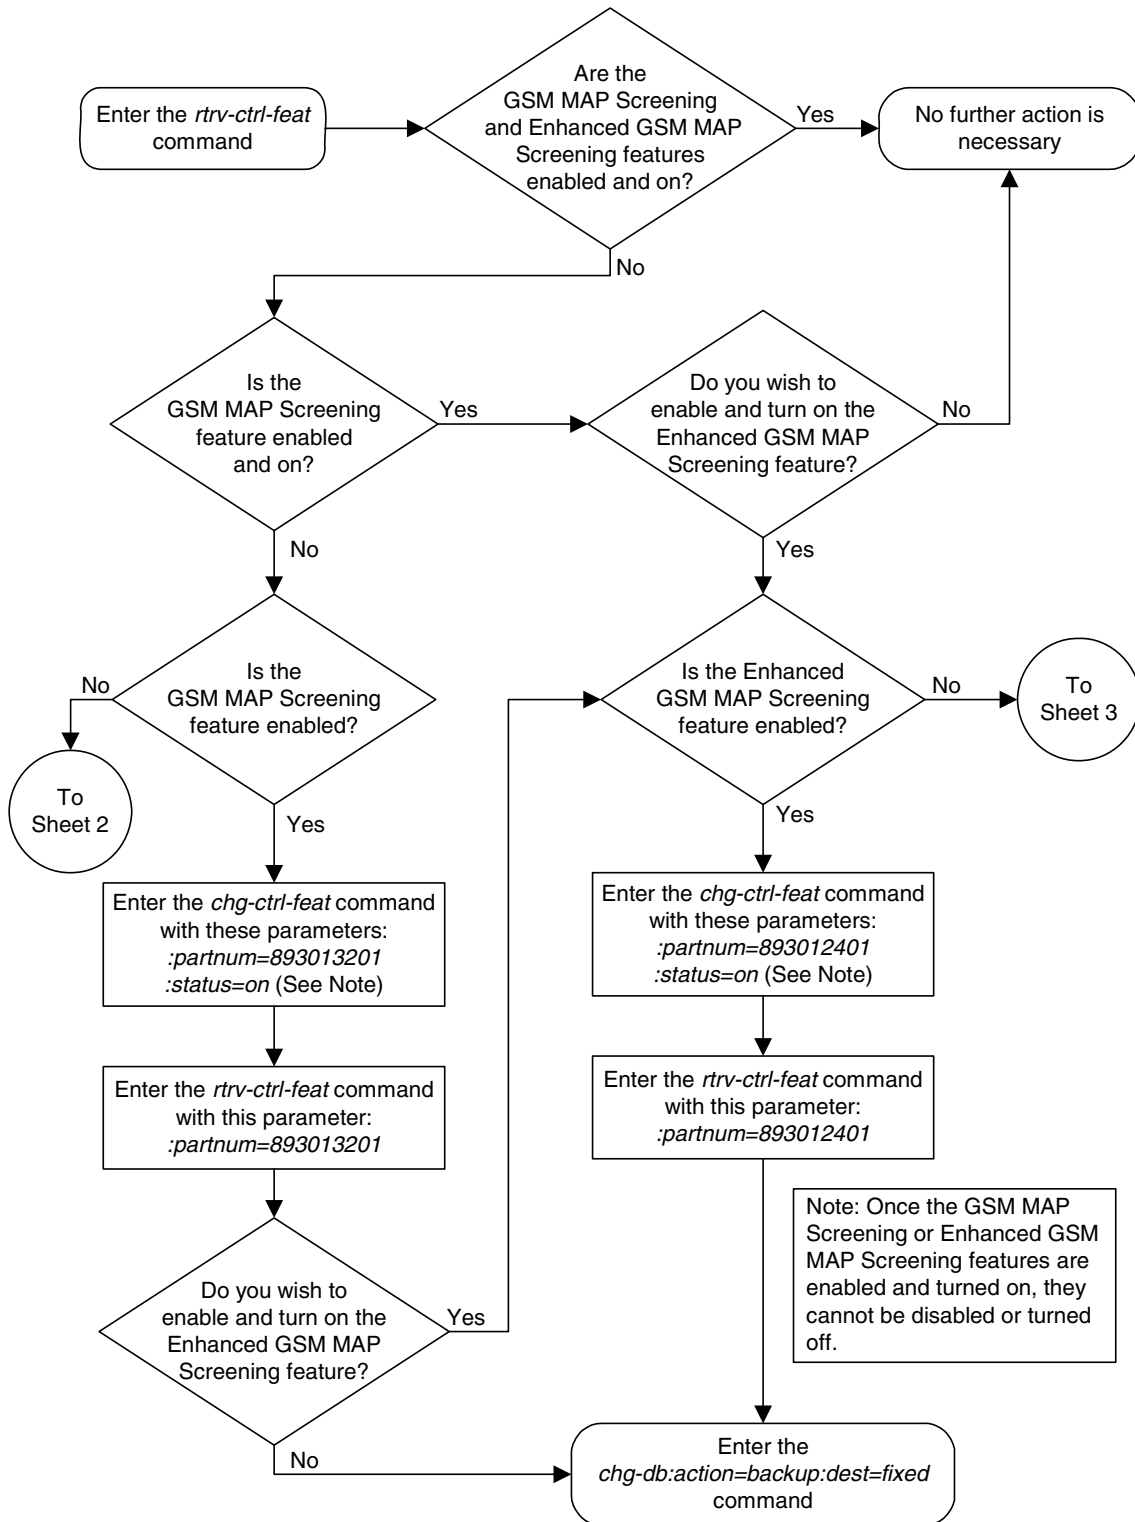 Enter the rtrv-ctrl-feat
command
Are the
GSM MAP Screening
and Enhanced GSM MAP
Screening features
enabled and on?
Yes
No further action is
necessary
No
Is the
GSM MAP Screening
feature enabled
and on?
Yes
Do you wish to
enable and turn on the
Enhanced GSM MAP
Screening feature?
No
No
Yes
Is the
GSM MAP Screening
feature enabled?
No
To
Sheet 2
Yes
Is the Enhanced
GSM MAP Screening
feature enabled?
No
To
Sheet 3
Yes
Enter the chg-ctrl-feat command
with these parameters:
:partnum=893013201
:status=on (See Note)
Enter the chg-ctrl-feat command
with these parameters:
:partnum=893012401
:status=on (See Note)
Enter the rtrv-ctrl-feat command
with this parameter:
:partnum=893013201
Enter the rtrv-ctrl-feat command
with this parameter:
:partnum=893012401
Note: Once the GSM MAP
Screening or Enhanced GSM
MAP Screening features are
enabled and turned on, they
cannot be disabled or turned
off.
Do you wish to
enable and turn on the
Enhanced GSM MAP
Screening feature?
Yes
No
Enter the
chg-db:action=backup:dest=fixed
command